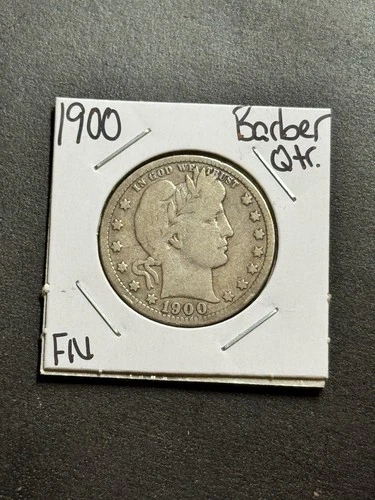 1900
Barber
Qtr.
IN GOD WE TRUST
1900
FN